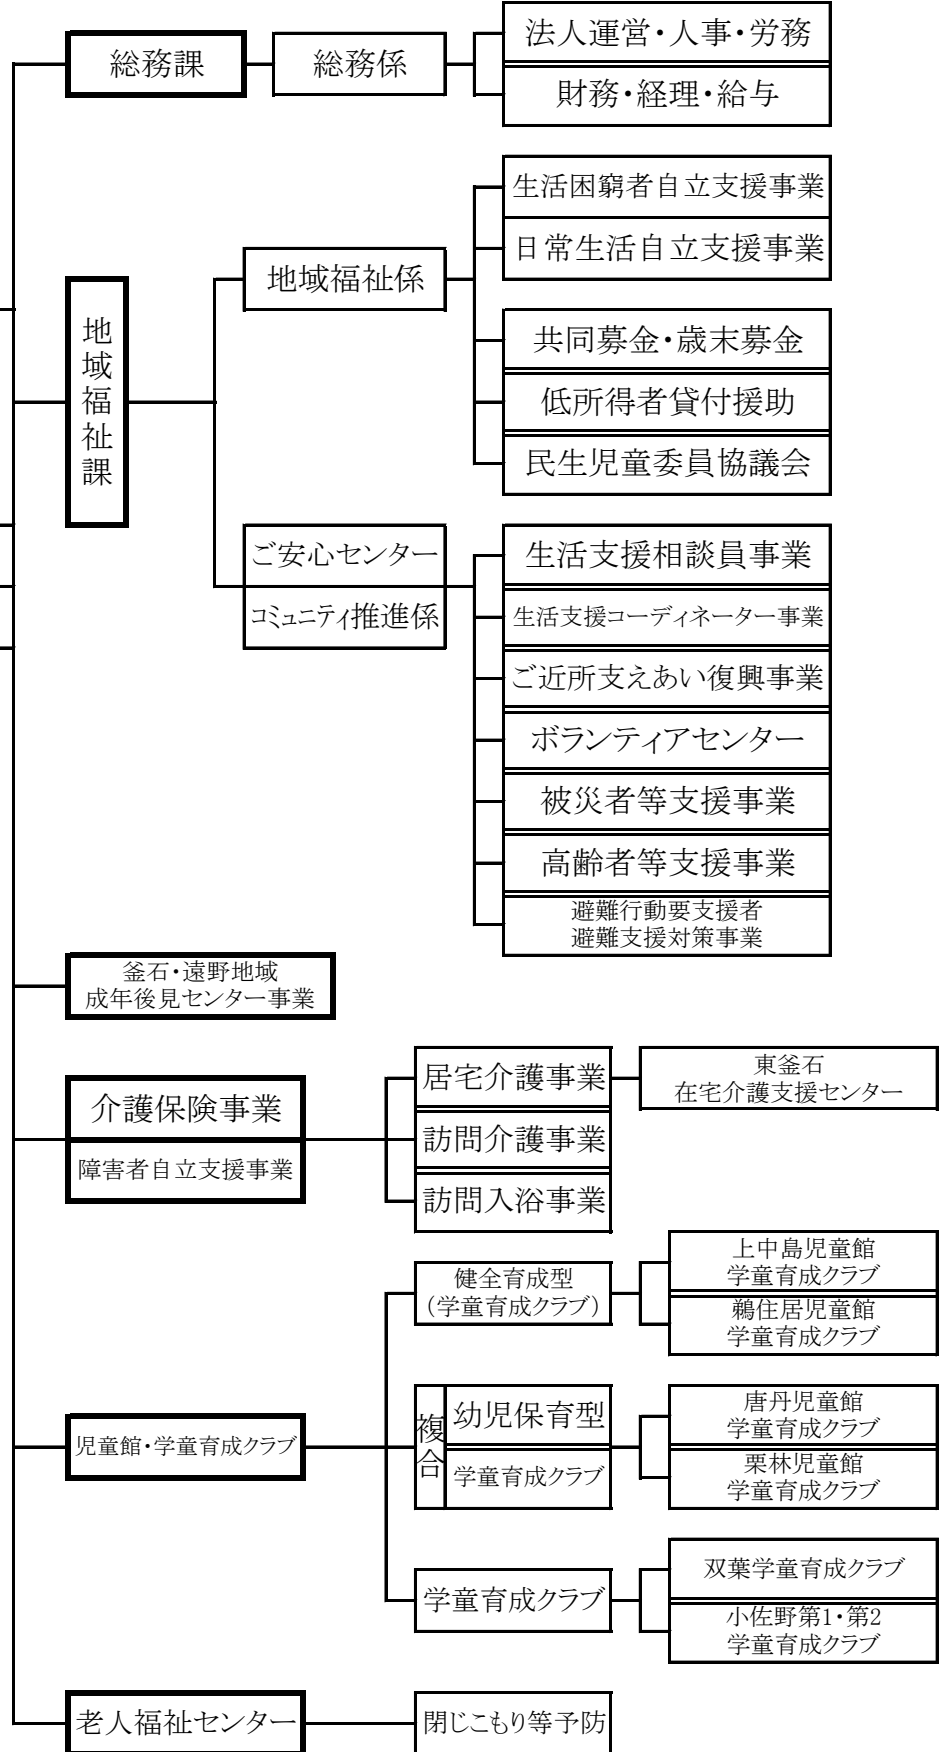 総務課
総務係
法人運営・人事・労務
財務・経理・給与
生活困窮者自立支援事業
日常生活自立支援事業
地域福祉課
地域福祉係
共同募金・歳末募金
低所得者貸付援助
民生児童委員協議会
ご安心センター
コミュニティ推進係
生活支援相談員事業
生活支援コーディネーター事業
ご近所支えあい復興事業
ボランティアセンター
被災者等支援事業
高齢者等支援事業
避難行動要支援者
避難支援対策事業
釜石・遠野地域
成年後見センター事業
介護保険事業
障害者自立支援事業
居宅介護事業
東釜石
在宅介護支援センター
訪問介護事業
訪問入浴事業
児童館・学童育成クラブ
健全育成型
（学童育成クラブ）
上中島児童館
学童育成クラブ
鵜住居児童館
学童育成クラブ
複合
幼児保育型
学童育成クラブ
唐丹児童館
学童育成クラブ
栗林児童館
学童育成クラブ
学童育成クラブ
双葉学童育成クラブ
小佐野第1・第2
学童育成クラブ
老人福祉センター
閉じこもり等予防